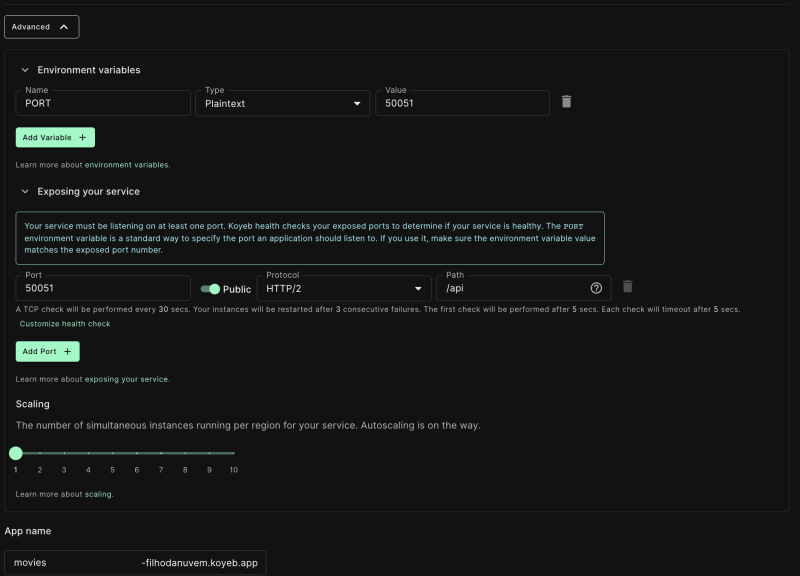 Advanced
Environment variables
Name
Type
Value
PORT
Plaintext
50051
Add Variable +
Learn more about environment variables.
Exposing your service
Your service must be listening on at least one port. Koyeb health checks your exposed ports to determine if your service is healthy. The PORT
environment variable is a standard way to specify the port an application should listen to. If you use it, make sure the environment variable value
matches the exposed port number.
Port
Protocol
Path
50051
Public
HTTP/2
/api
A TCP check will be performed every 30 secs. Your instances will be restarted after 3 consecutive failures. The first check will be performed after 5 secs. Each check will timeout after 5 secs.
Customize health check
Add Port +
Learn more about exposing your service.
Scaling
The number of simultaneous instances running per region for your service. Autoscaling is on the way.
1 2 3 4 5 6 7 8 9 10
Learn more about scaling.
App name
movies -filhodanuvem.koyeb.app